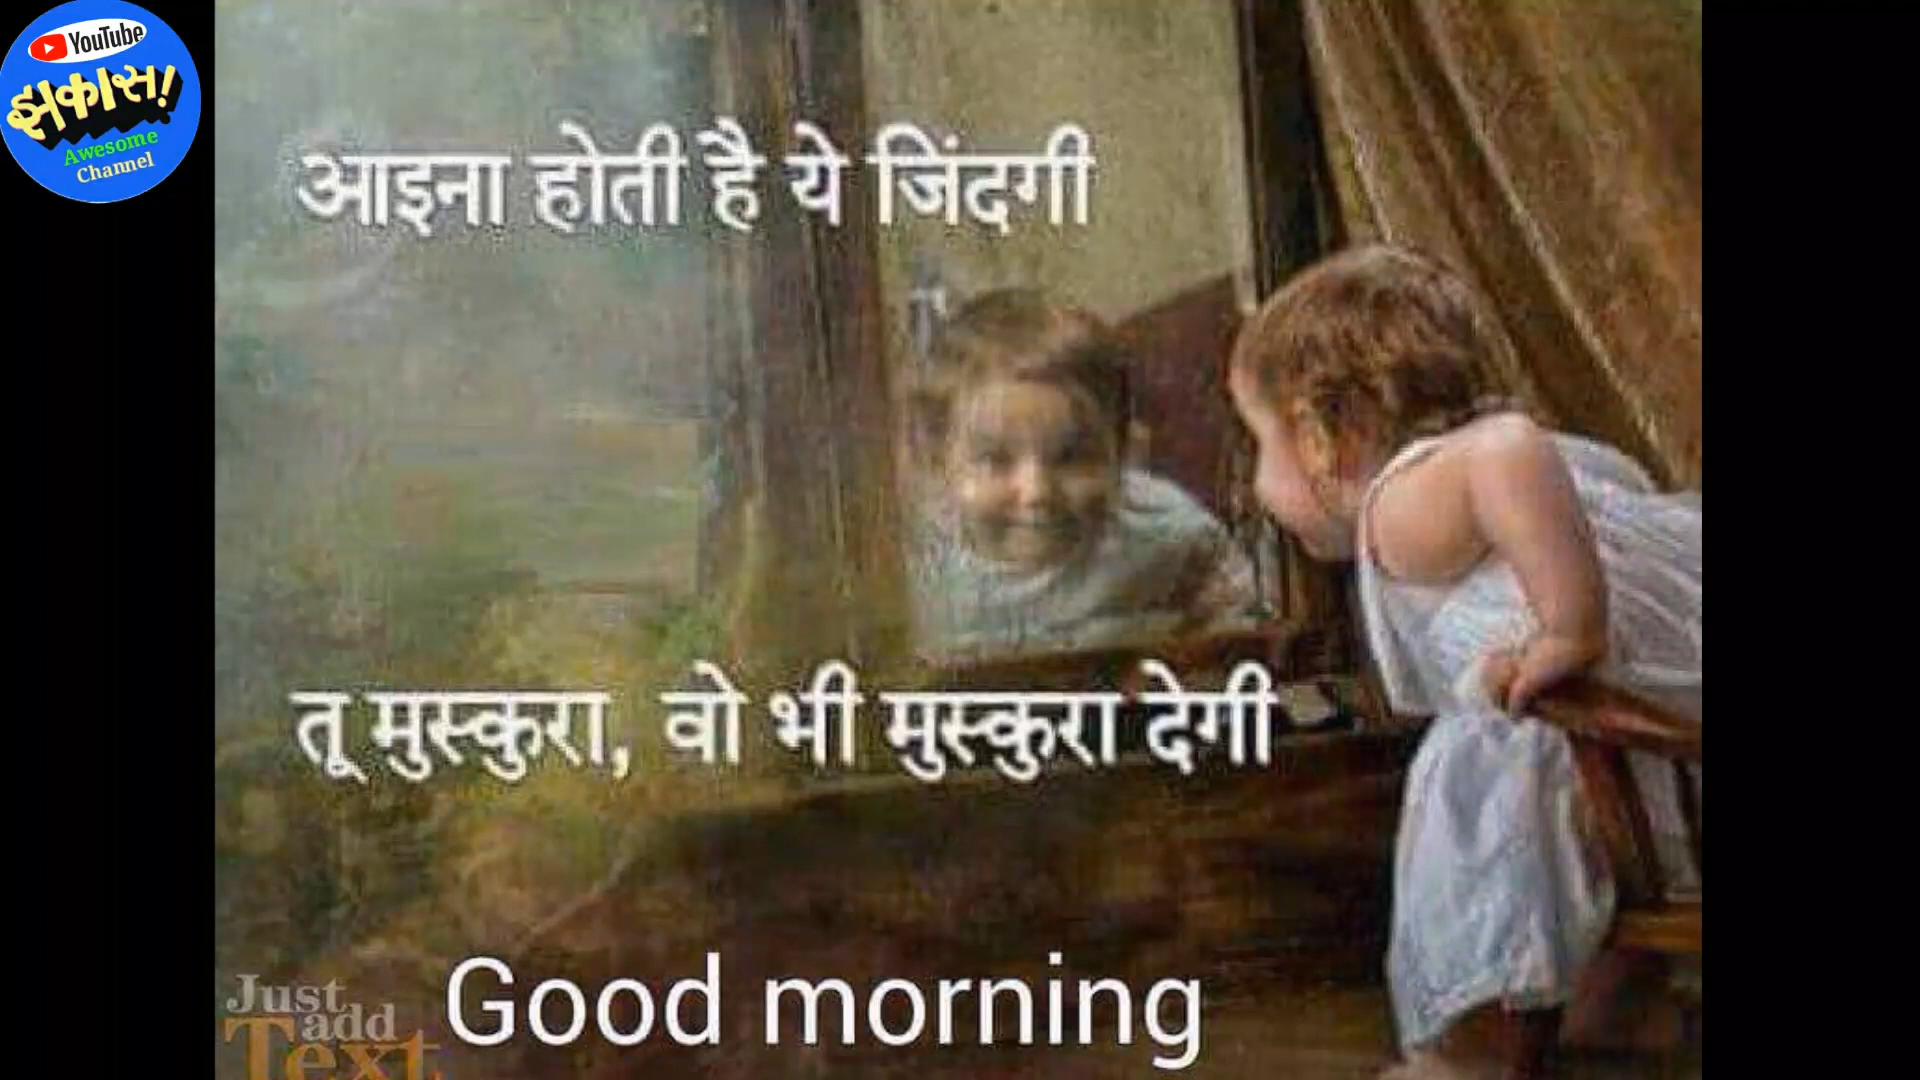 YouTube
झकास!
Awesome
Channel
आइना होती है ये जिंदगी
तू मुस्कुरा, वो भी मुस्कुरा देगी
Good morning
Just
add
Text